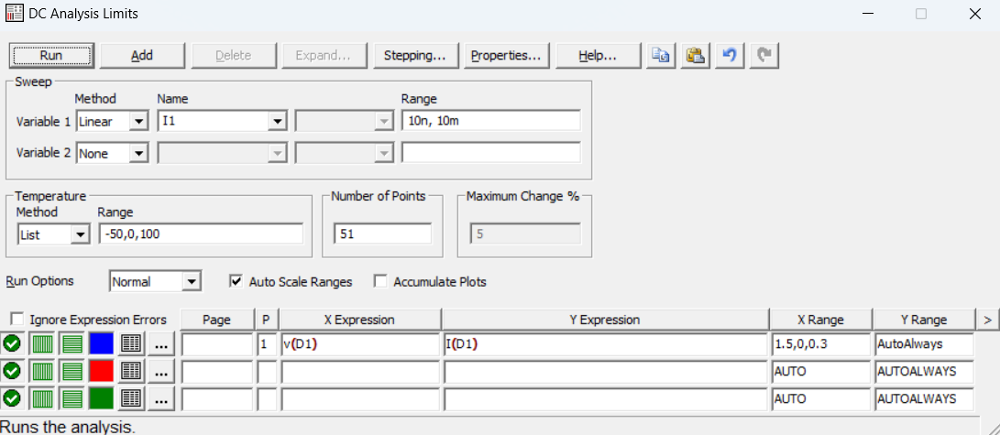 DC Analysis Limits
Run Add Delete Expand... Stepping... Properties... Help...
Sweep
Method Name Range
Variable 1 Linear I1 10n, 10m
Variable 2 None
Temperature Number of Points Maximum Change %
Method Range
List -50,0,100 51 5
Run Options Normal Auto Scale Ranges Accumulate Plots
Ignore Expression Errors Page P X Expression Y Expression X Range Y Range >
... 1 v(D1) I(D1) 1.5,0,0.3 AutoAlways
... AUTO AUTOALWAYS
... AUTO AUTOALWAYS
Runs the analysis.